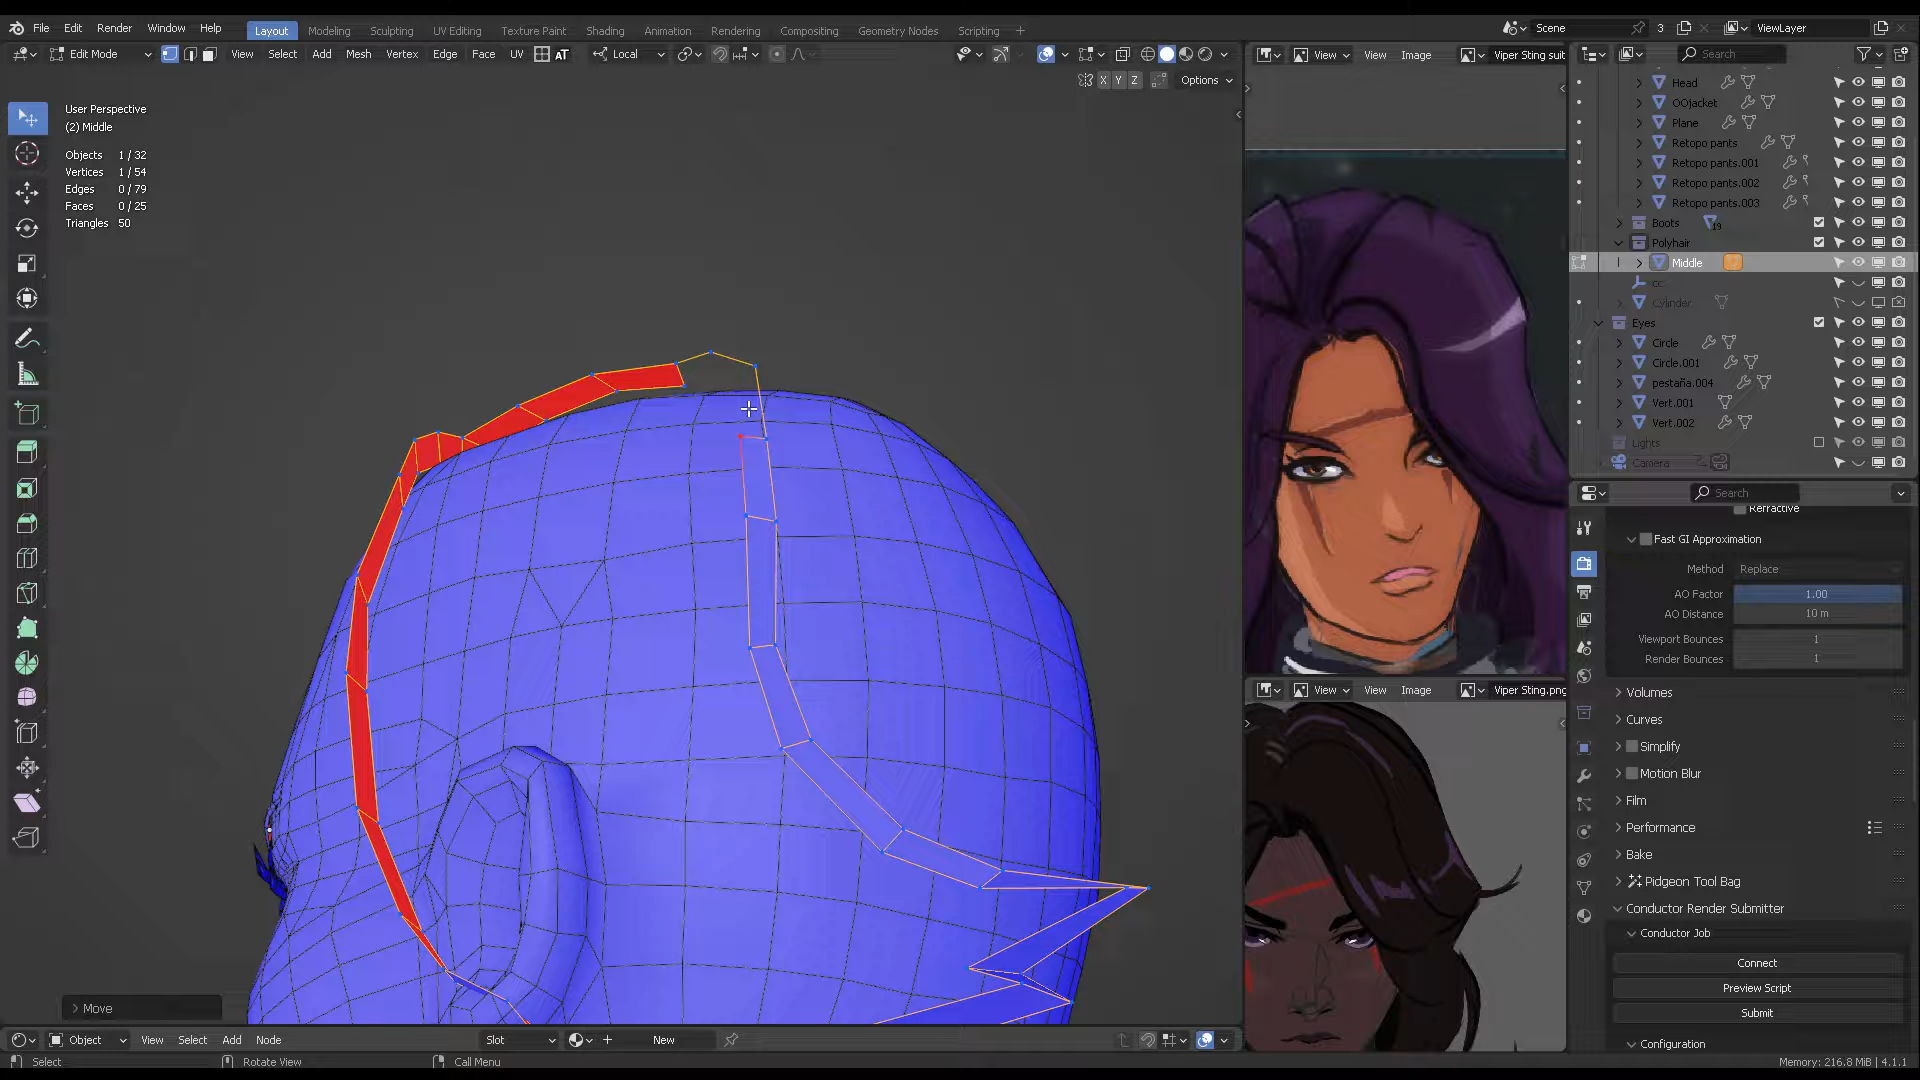 File Edit Render Window Help
Layout Modeling Sculpting UV Editing Texture Paint Shading Animation Rendering Compositing Geometry Nodes Scripting +
Scene 3 ViewLayer
Edit Mode View Select Add Mesh Vertex Edge Face UV AT Local
View View Image Viper Sting suit
Search
X Y Z Options
User Perspective
(2) Middle
Objects 1 / 32
Vertices 1 / 54
Edges 0 / 79
Faces 0 / 25
Triangles 50
Head
OOjacket
Plane
Retopo pants
Retopo pants.001
Retopo pants.002
Retopo pants.003
Boots 19
Polyhair
Middle
cc
Cylinder
Eyes
Circle
Circle.001
pestaña.004
Vert.001
Vert.002
Lights
Camera
Search
Refractive
Fast GI Approximation
Method Replace
AO Factor 1.00
AO Distance 10 m
Viewport Bounces 1
Render Bounces 1
Volumes
Curves
Simplify
Motion Blur
Film
Performance
Bake
Pidgeon Tool Bag
Conductor Render Submitter
Conductor Job
Connect
Preview Script
Submit
Configuration
View View Image Viper Sting.png
Move
Object View Select Add Node Slot New
Select Rotate View Call Menu
Memory: 216.8 MiB | 4.1.1